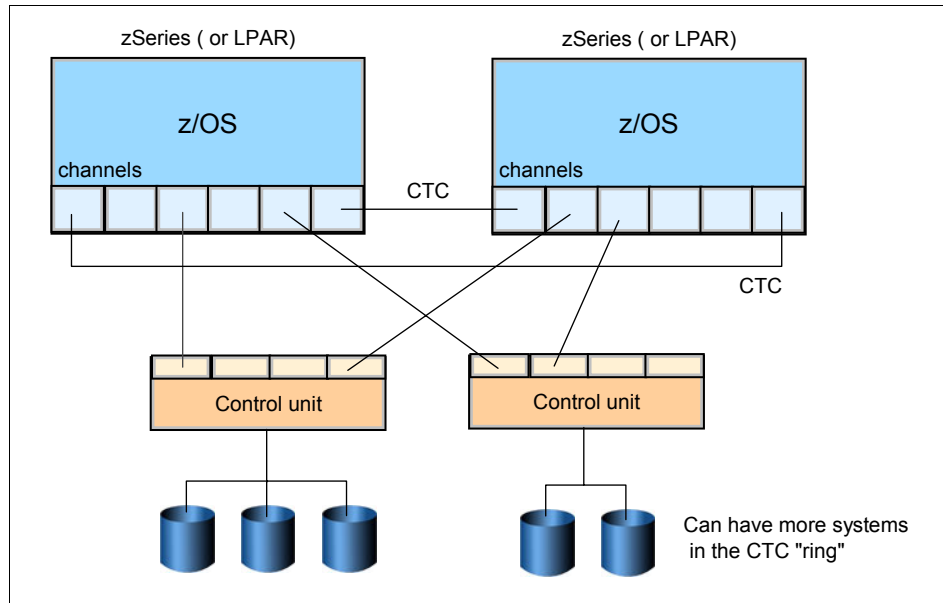 zSeries ( or LPAR)
zSeries ( or LPAR)
z/OS
z/OS
channels
channels
CTC
CTC
Control unit
Control unit
Can have more systems
in the CTC "ring"